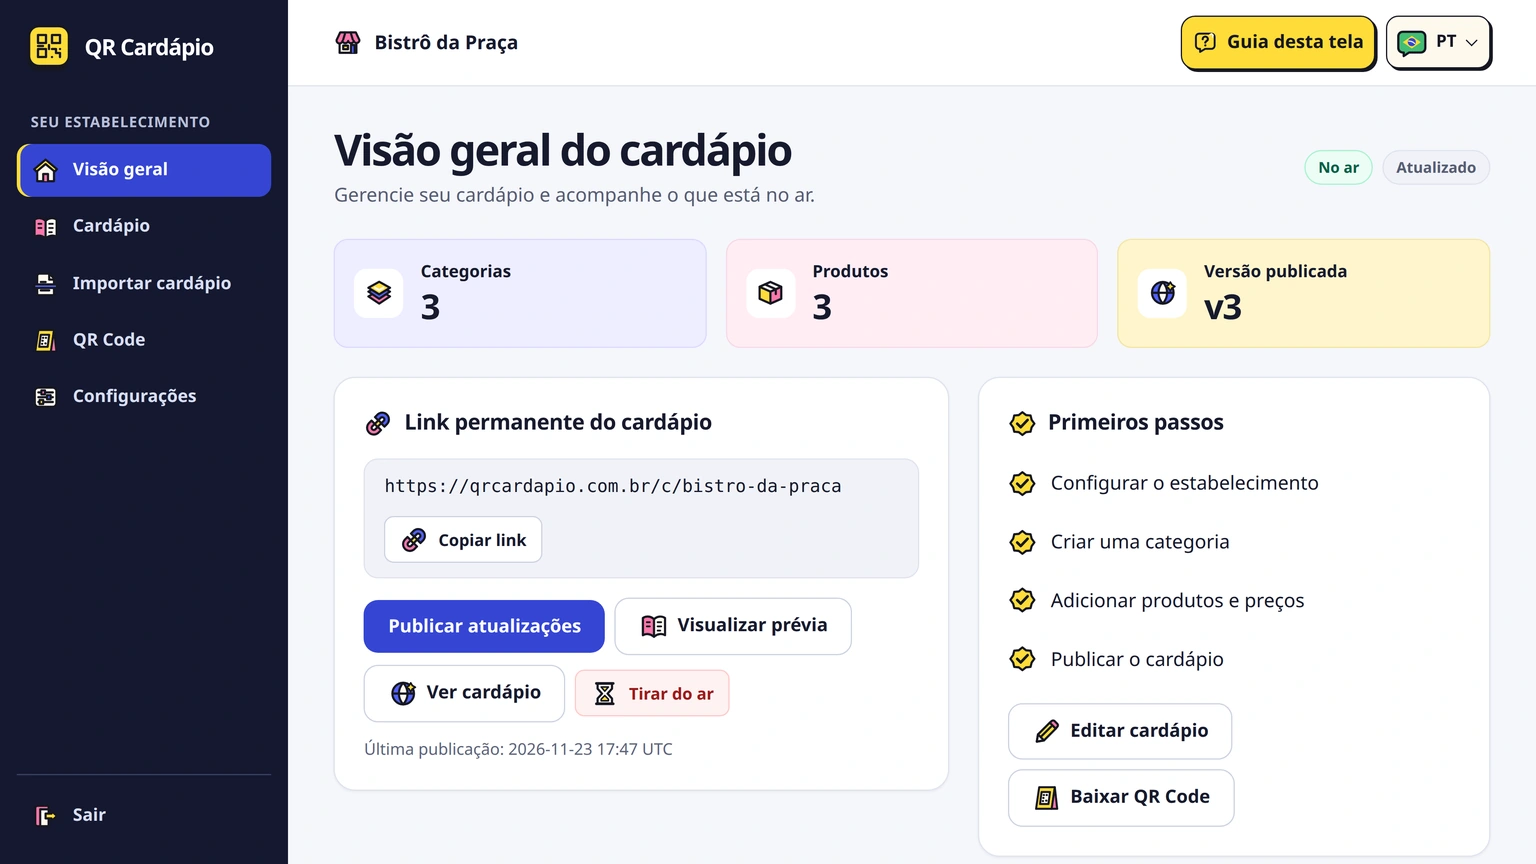 QR Cardápio
SEU ESTABELECIMENTO
Visão geral
Cardápio
Importar cardápio
QR Code
Configurações
Sair
Bistrô da Praça
Guia desta tela
PT
Visão geral do cardápio
Gerencie seu cardápio e acompanhe o que está no ar.
No ar
Atualizado
Categorias
3
Produtos
3
Versão publicada
v3
Link permanente do cardápio
https://qrcardapio.com.br/c/bistro-da-praca
Copiar link
Publicar atualizações
Visualizar prévia
Ver cardápio
Tirar do ar
Última publicação: 2026-11-23 17:47 UTC
Primeiros passos
Configurar o estabelecimento
Criar uma categoria
Adicionar produtos e preços
Publicar o cardápio
Editar cardápio
Baixar QR Code